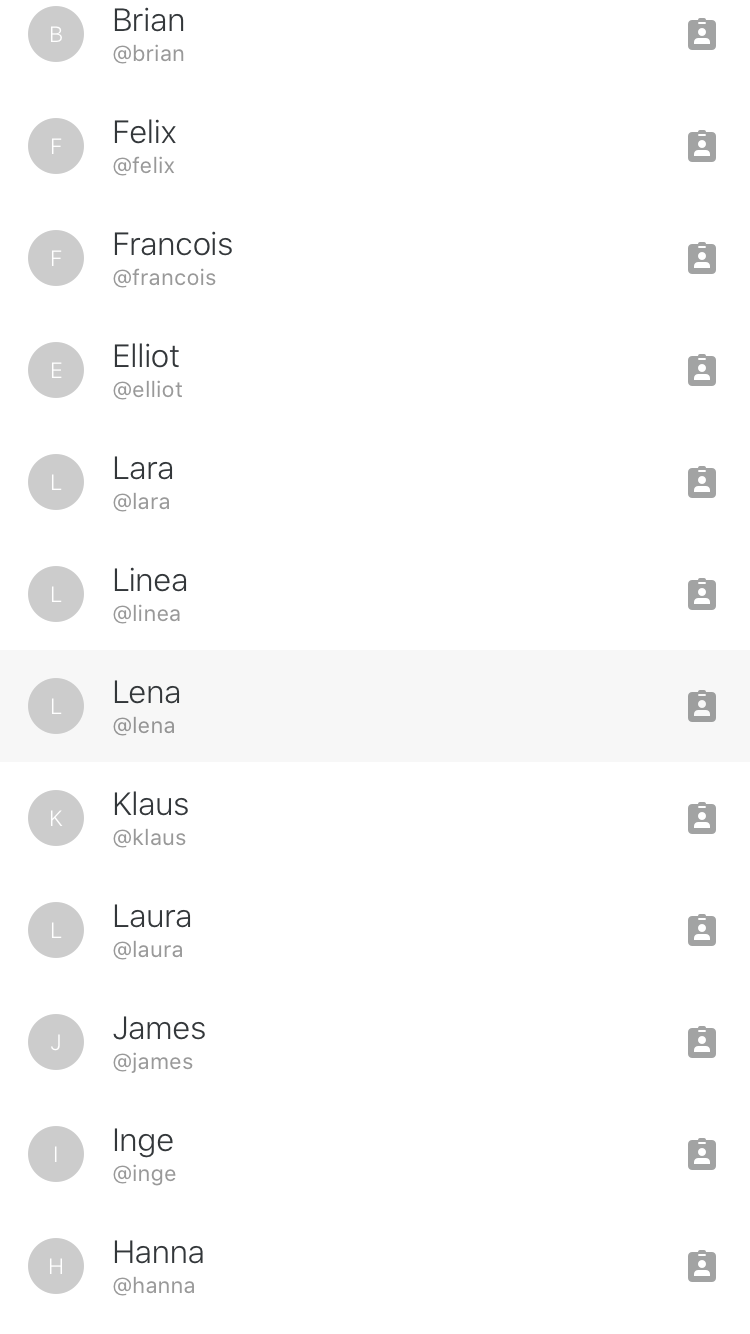 B
Brian
@brian
F
Felix
@felix
F
Francois
@francois
E
Elliot
@elliot
L
Lara
@lara
L
Linea
@linea
L
Lena
@lena
K
Klaus
@klaus
L
Laura
@laura
J
James
@james
I
Inge
@inge
H
Hanna
@hanna